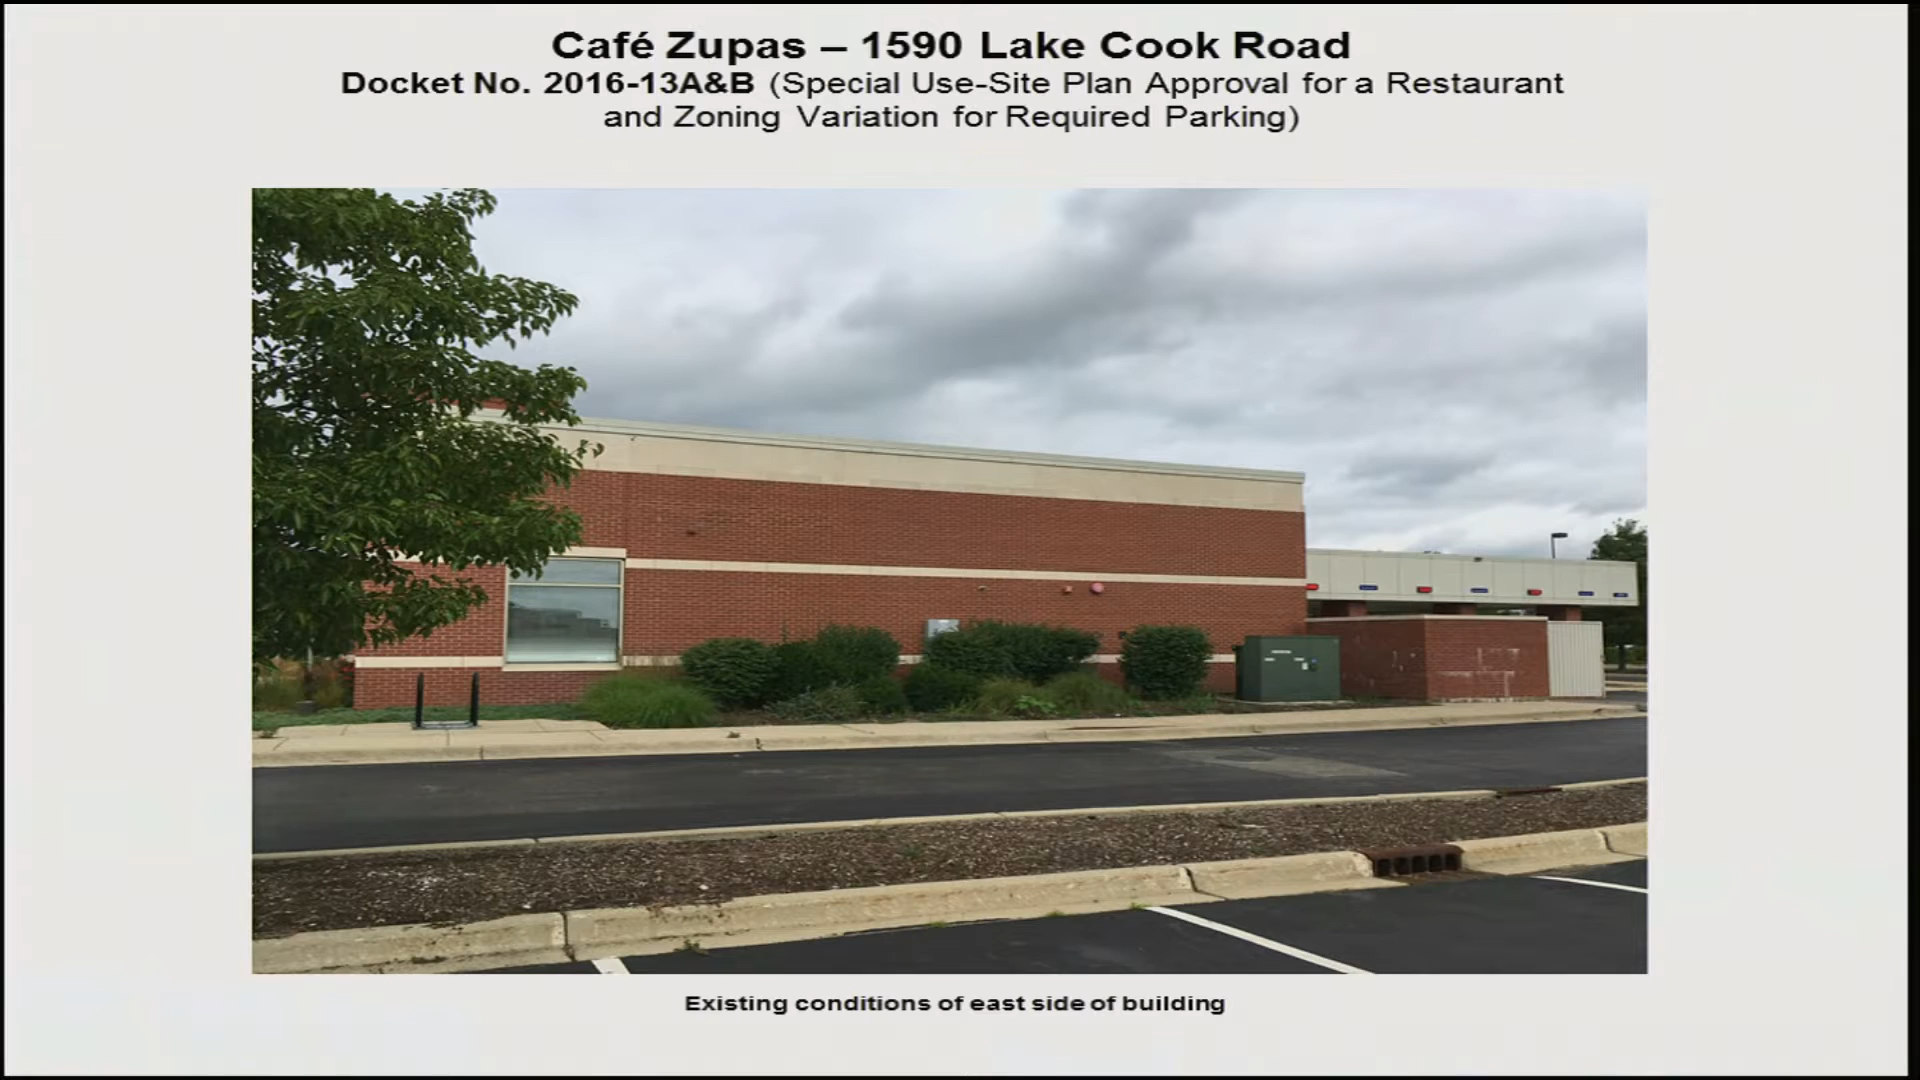 Café Zupas – 1590 Lake Cook Road
Docket No. 2016-13A&B (Special Use-Site Plan Approval for a Restaurant
and Zoning Variation for Required Parking)
Existing conditions of east side of building